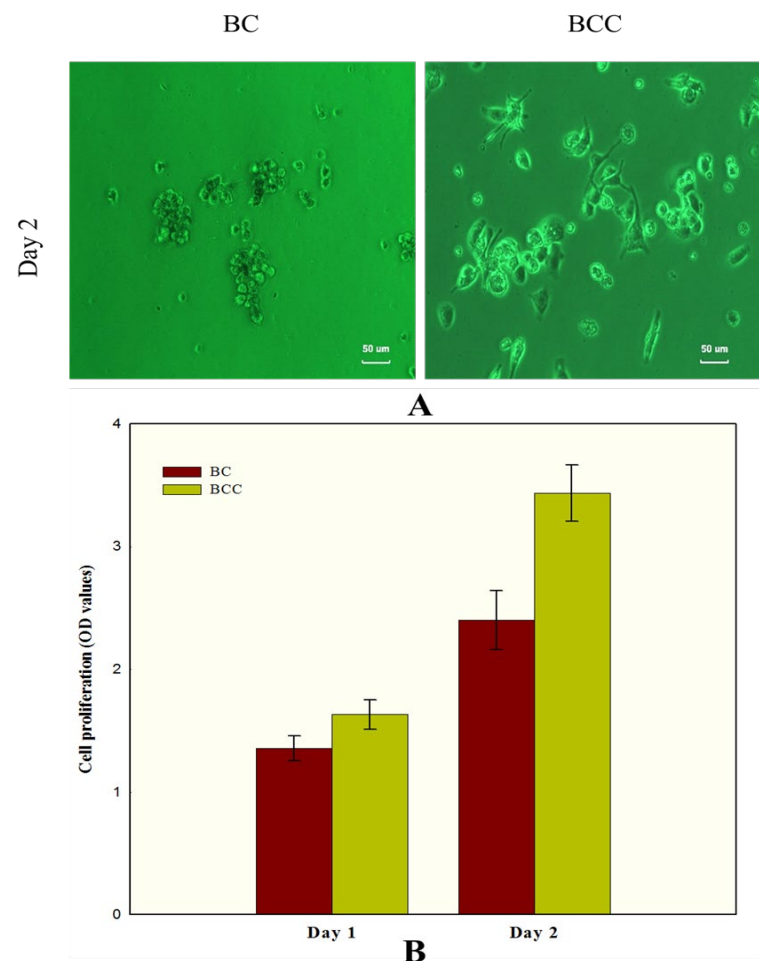 BC
BCC
Day 2
50 um
50 um
A
4
3
2
1
0
Cell proliferation (OD values)
BC
BCC
Day 1
Day 2
B